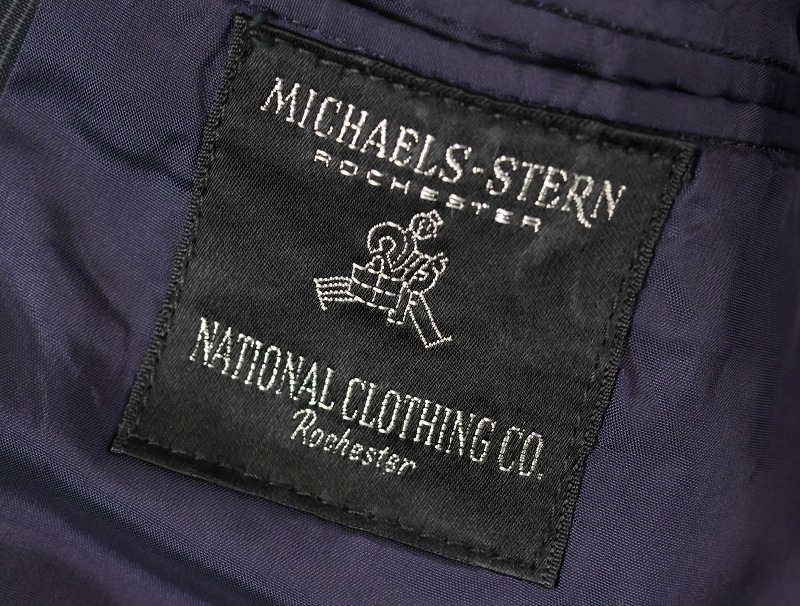 MICHAELS-STERN
ROCHESTER
NATIONAL CLOTHING CO.
Rochester